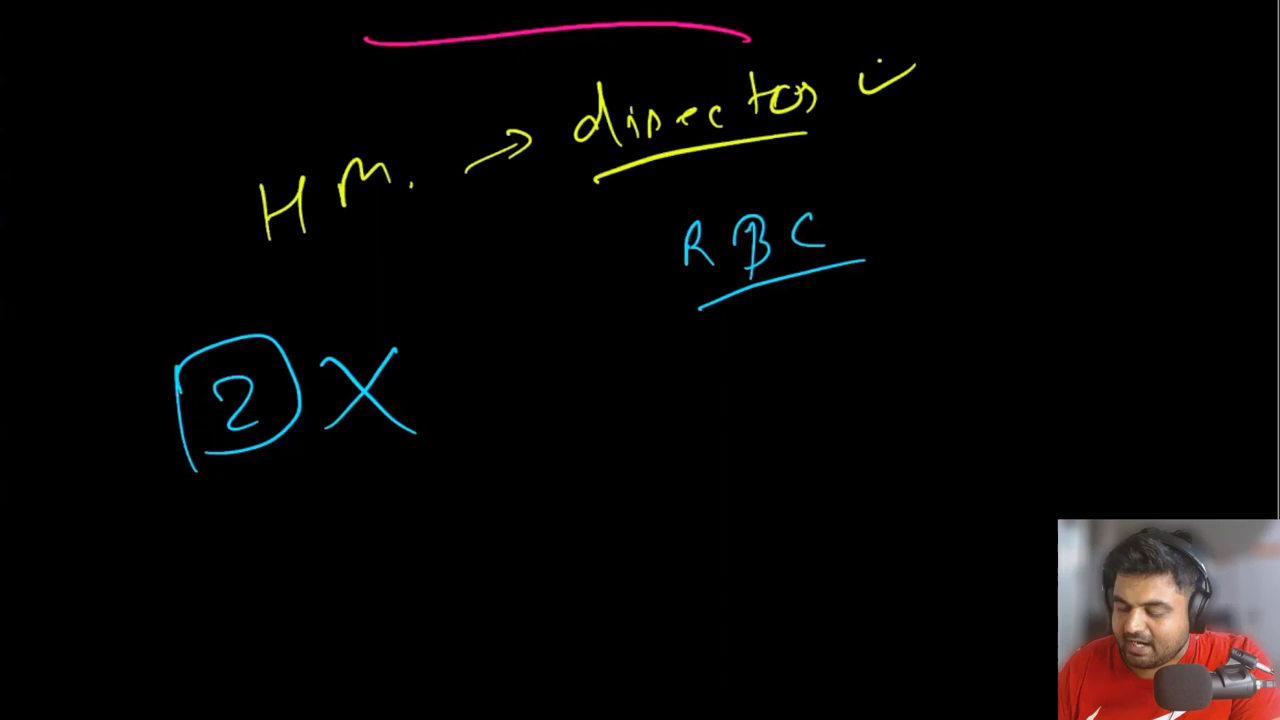 H M. → director
RBC
2 X